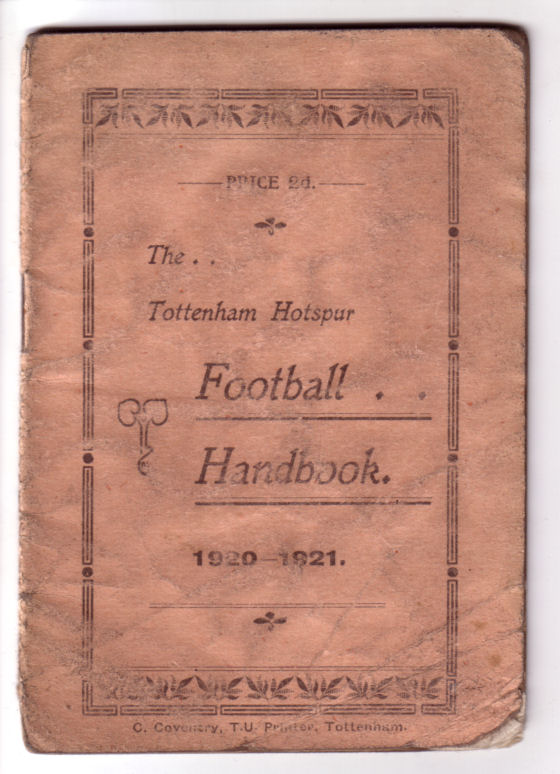 PRICE 2d.
The . .
Tottenham Hotspur
Football . .
Handbook.
1920–1921.
C. Coventry, T.U. Printer, Tottenham.